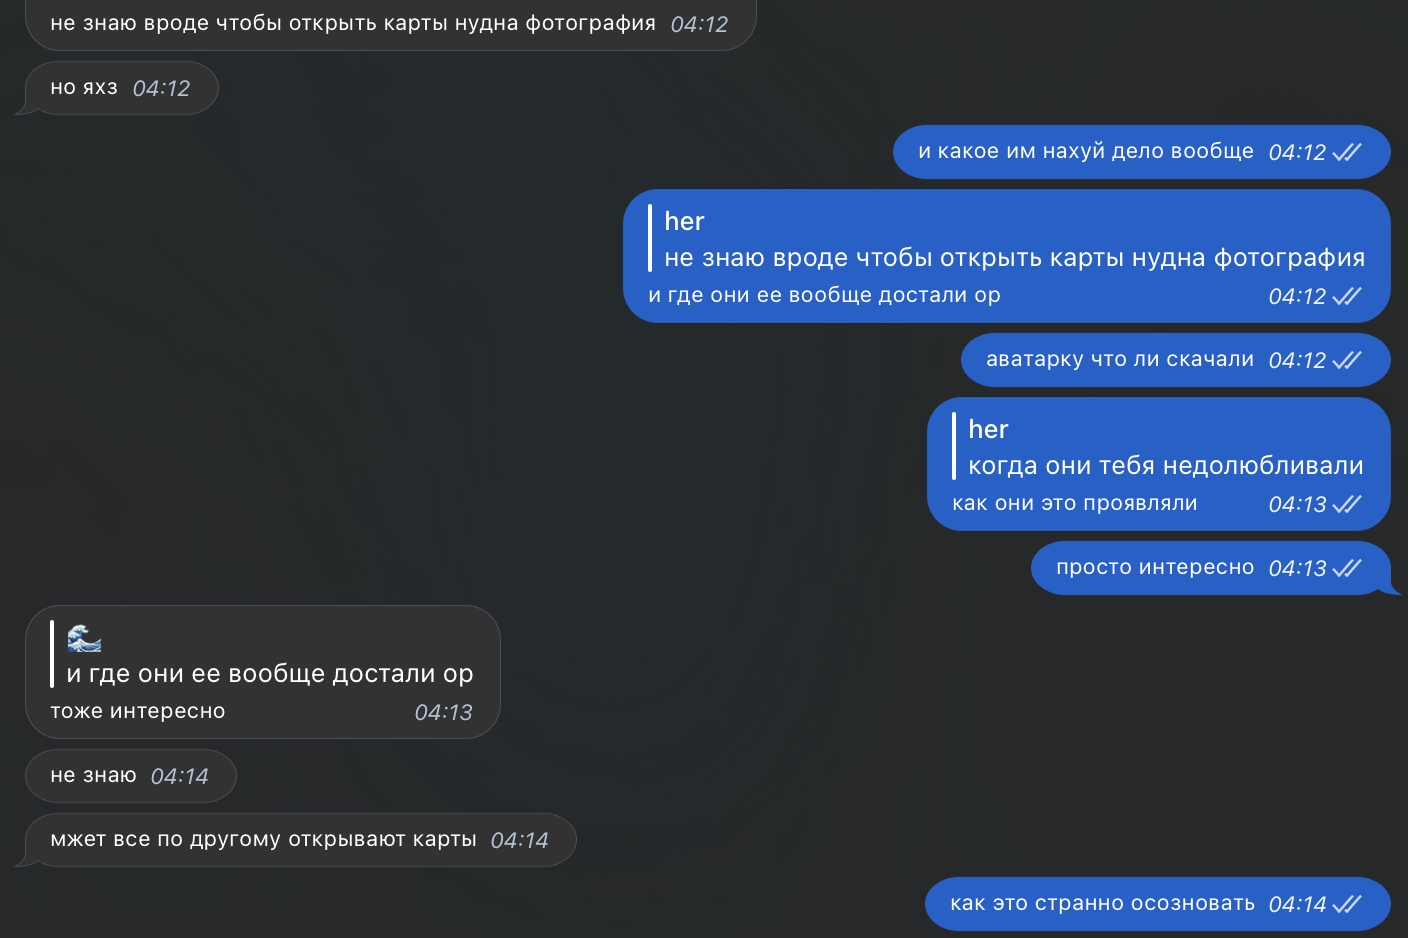 не знаю вроде чтобы открыть карты нудна фотография 04:12
но яхз 04:12
и какое им нахуй дело вообще 04:12
her
не знаю вроде чтобы открыть карты нудна фотография
и где они ее вообще достали ор 04:12
аватарку что ли скачали 04:12
her
когда они тебя недолюбливали
как они это проявляли 04:13
просто интересно 04:13
🌊
и где они ее вообще достали ор
тоже интересно 04:13
не знаю 04:14
мжет все по другому открывают карты 04:14
как это странно осозновать 04:14